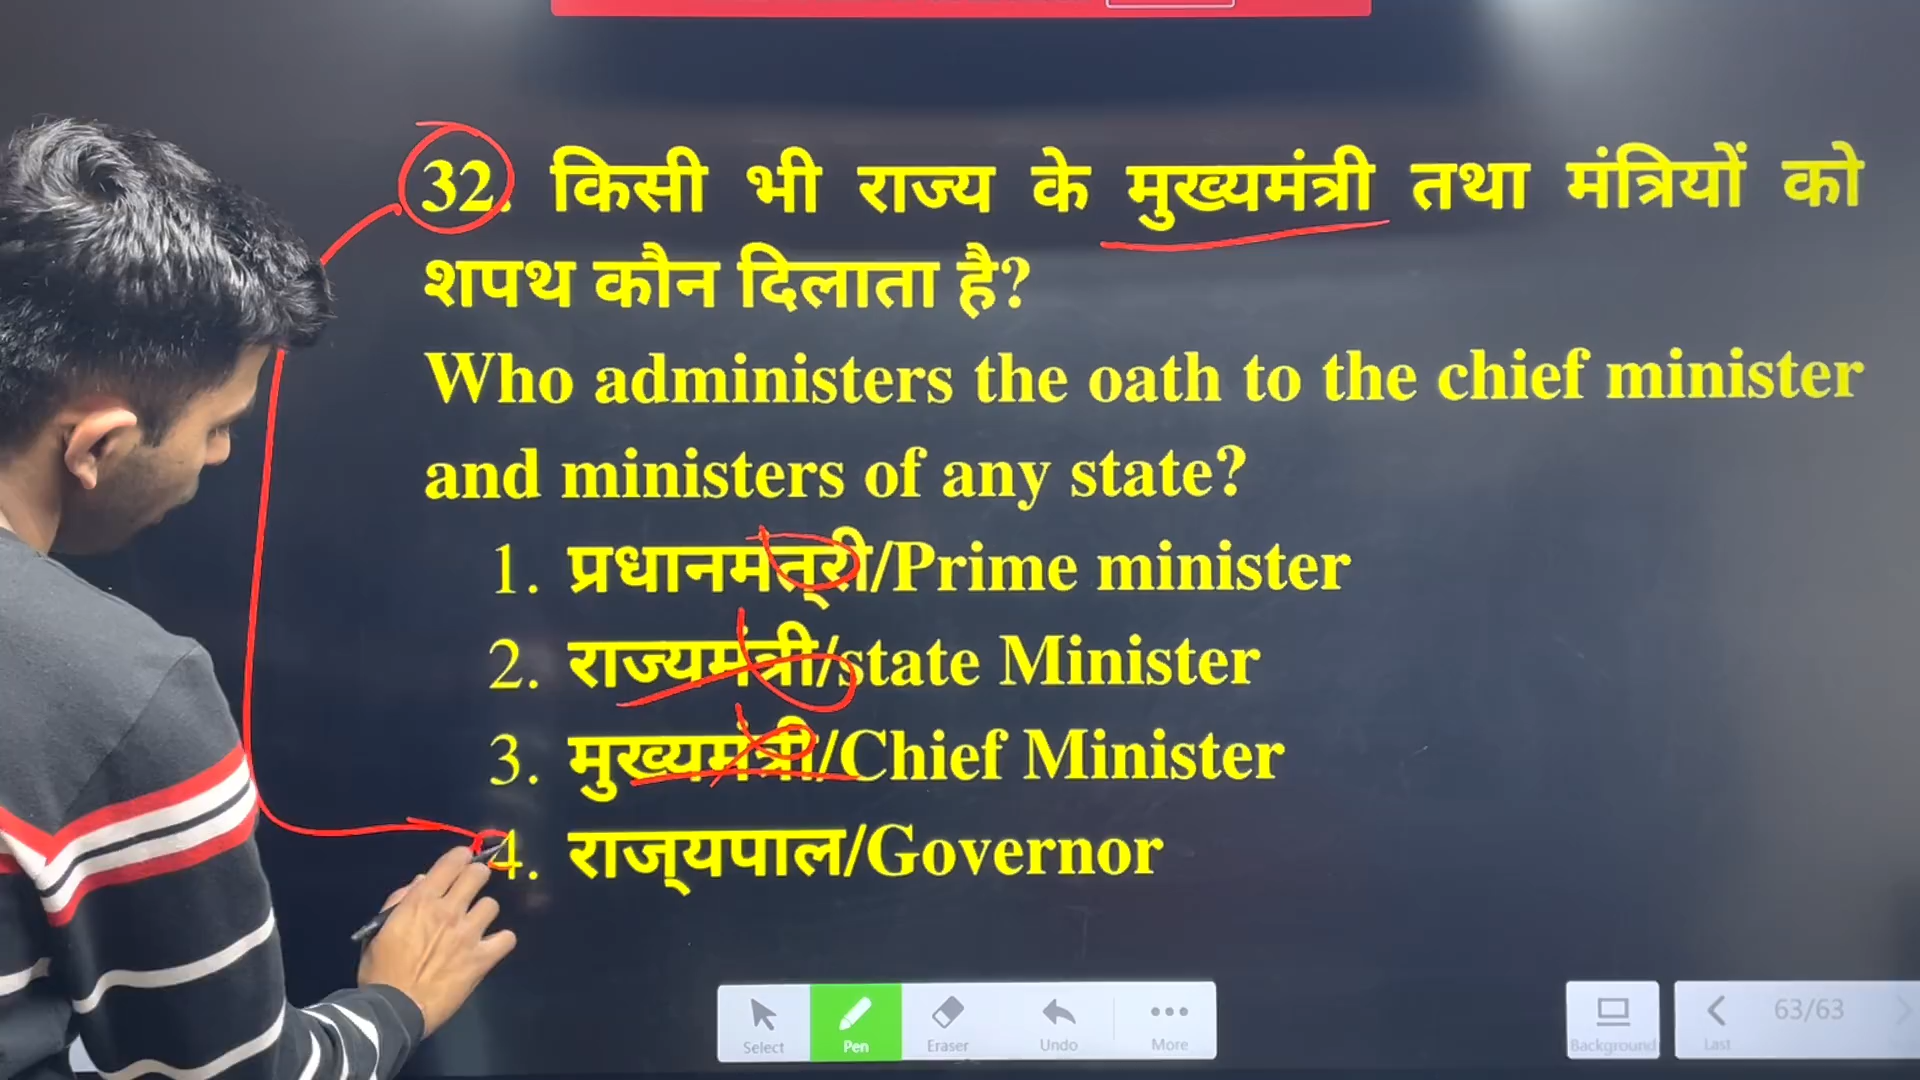 32. किसी भी राज्य के मुख्यमंत्री तथा मंत्रियों को
शपथ कौन दिलाता है?
Who administers the oath to the chief minister
and ministers of any state?
1. प्रधानमत्री/Prime minister
2. राज्यमंत्री/state Minister
3. मुख्यमंत्री/Chief Minister
4. राज्यपाल/Governor
Select Pen Eraser Undo More
Background Last 63/63